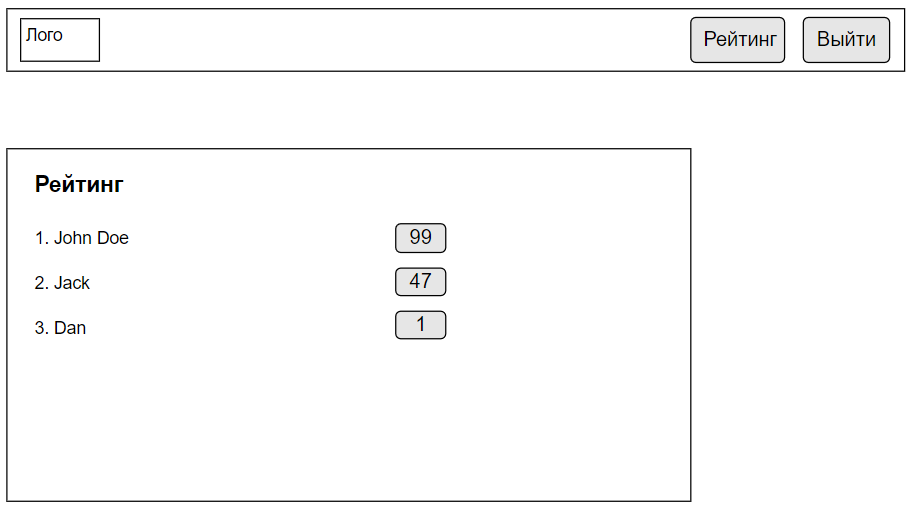 Лого
Рейтинг
Выйти
Рейтинг
1. John Doe 99
2. Jack 47
3. Dan 1